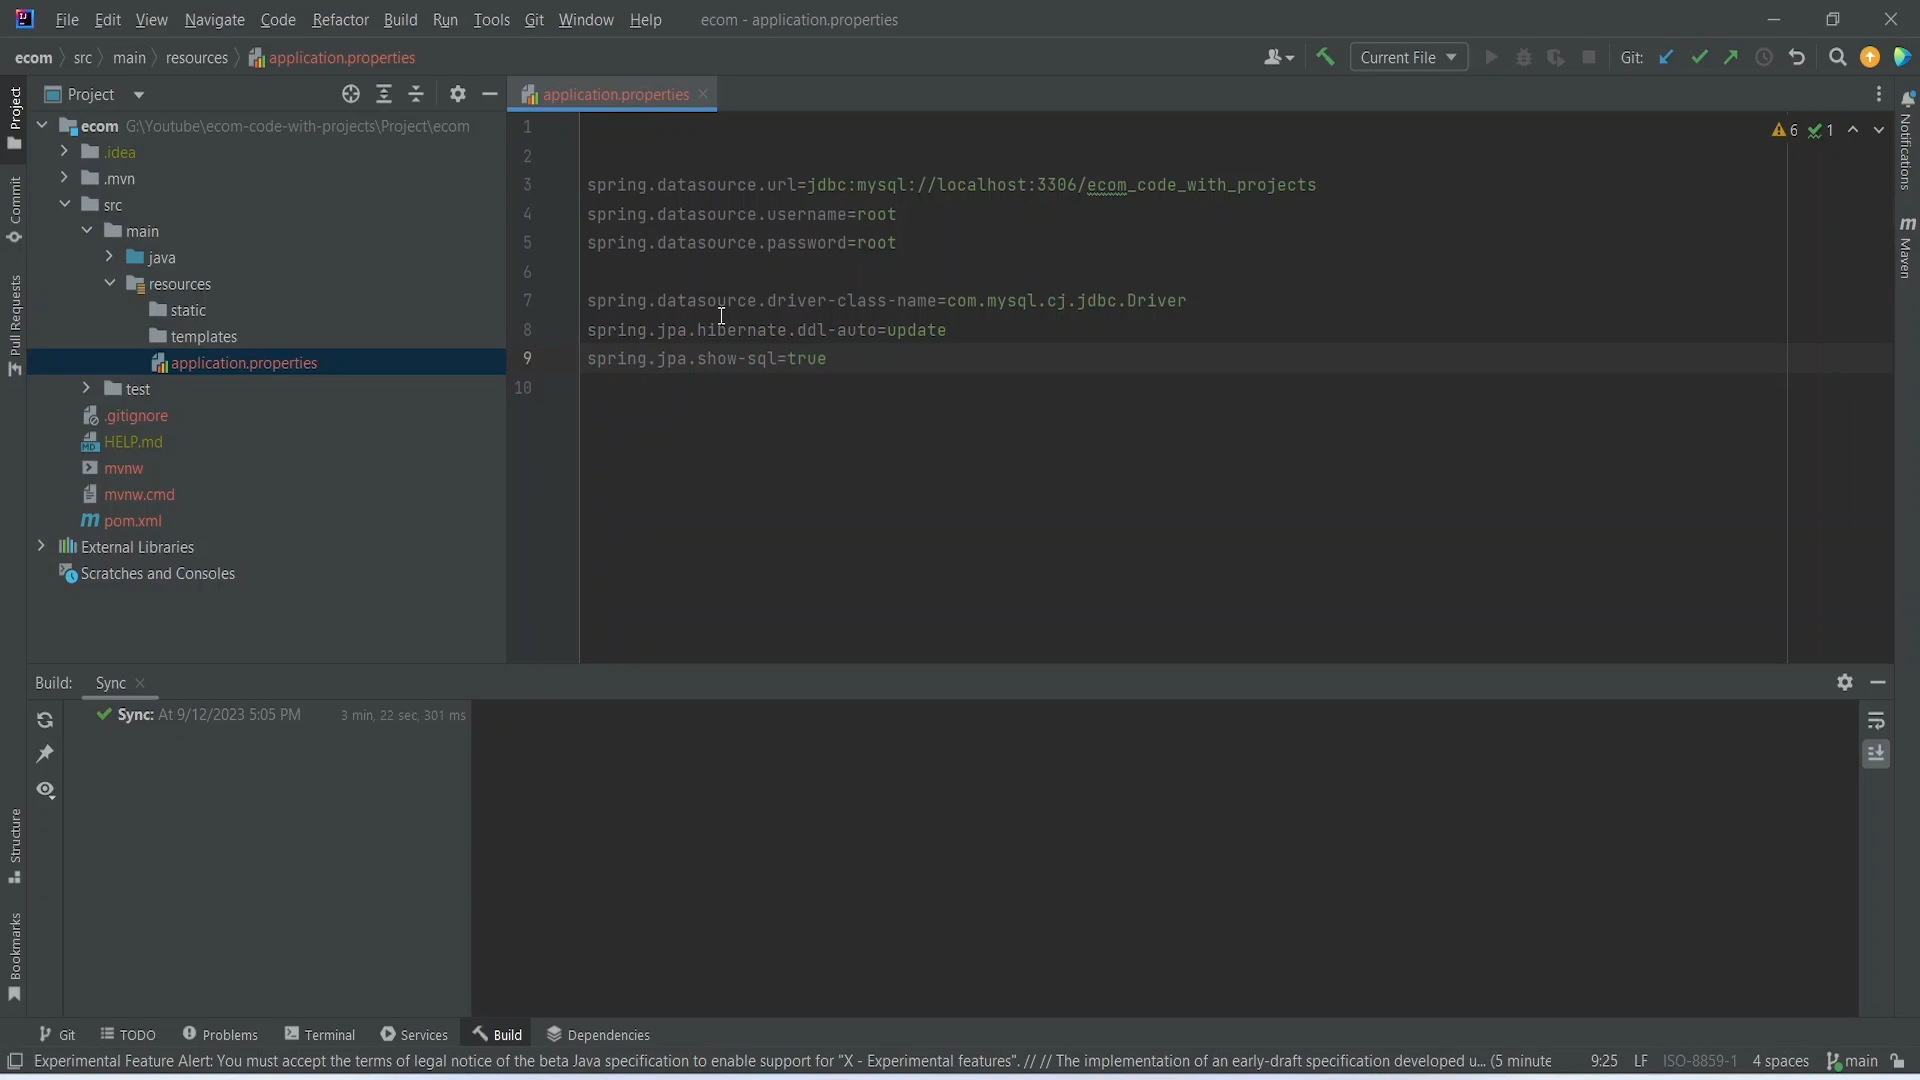 File Edit View Navigate Code Refactor Build Run Tools Git Window Help ecom - application.properties
ecom src main resources application.properties
Current File
Git:
Project
application.properties
ecom G:\Youtube\ecom-code-with-projects\Project\ecom
.idea
.mvn
src
main
java
resources
static
templates
application.properties
test
.gitignore
HELP.md
mvnw
mvnw.cmd
pom.xml
External Libraries
Scratches and Consoles
1
2
3 spring.datasource.url=jdbc:mysql://localhost:3306/ecom_code_with_projects
4 spring.datasource.username=root
5 spring.datasource.password=root
6
7 spring.datasource.driver-class-name=com.mysql.cj.jdbc.Driver
8 spring.jpa.hibernate.ddl-auto=update
9 spring.jpa.show-sql=true
10
6 1
Project
Commit
Pull Requests
Structure
Bookmarks
Notifications
m Maven
Build: Sync
Sync: At 9/12/2023 5:05 PM 3 min, 22 sec, 301 ms
Git TODO Problems Terminal Services Build Dependencies
Experimental Feature Alert: You must accept the terms of legal notice of the beta Java specification to enable support for "X - Experimental features". // // The implementation of an early-draft specification developed u... (5 minute 9:25 LF ISO-8859-1 4 spaces main